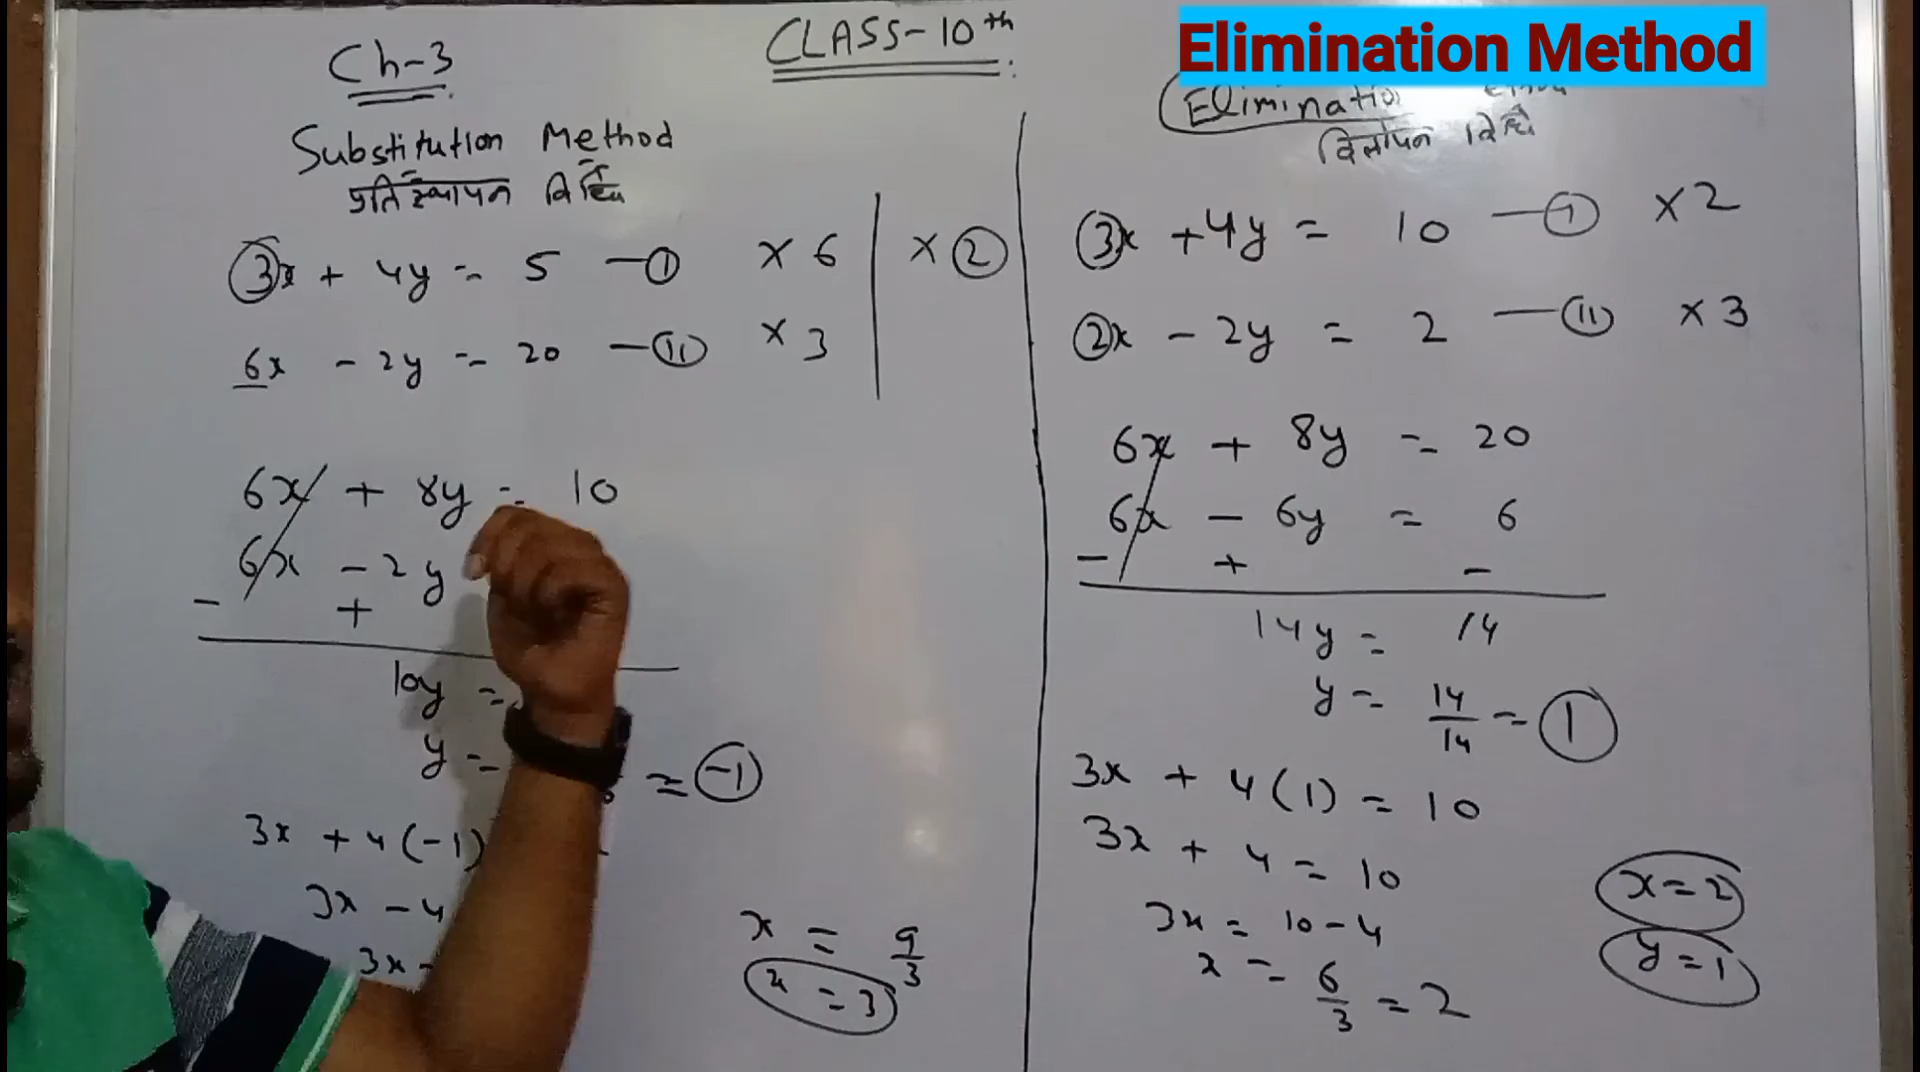 CLASS-10th
Elimination Method
Ch-3
Substitution Method
प्रतिस्थापन विधि
3x + 4y = 5 —① × 6 × ②
6x - 2y = 20 —⑪ × 3
6x + 8y = 10
6x - 2y
- +
10y =
y = = -1
3x + 4(-1)
3x - 4
3x
x = 9/3
x = 3
Elimination
विलोपन विधि
3x + 4y = 10 —① × 2
2x - 2y = 2 —⑪ × 3
6x + 8y = 20
6x - 6y = 6
- + -
14y = 14
y = 14/14 = 1
3x + 4(1) = 10
3x + 4 = 10
3x = 10 - 4
x = 6/3 = 2
x = 2
y = 1